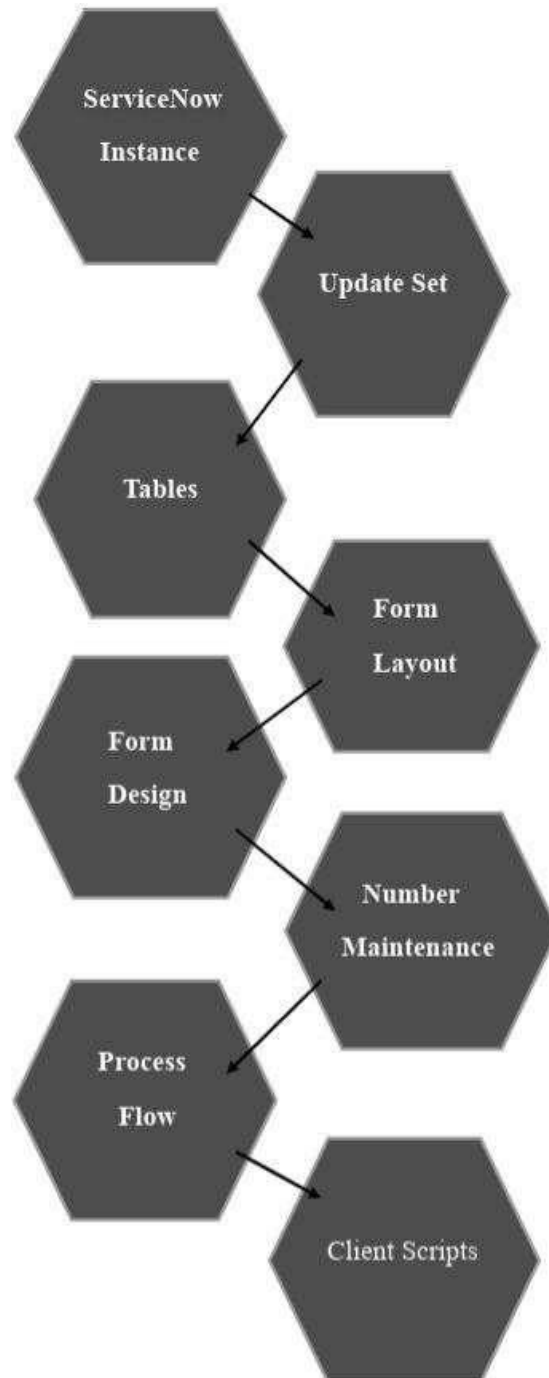 ServiceNow
Instance
Update Set
Tables
Form
Layout
Form
Design
Number
Maintenance
Process
Flow
Client Scripts